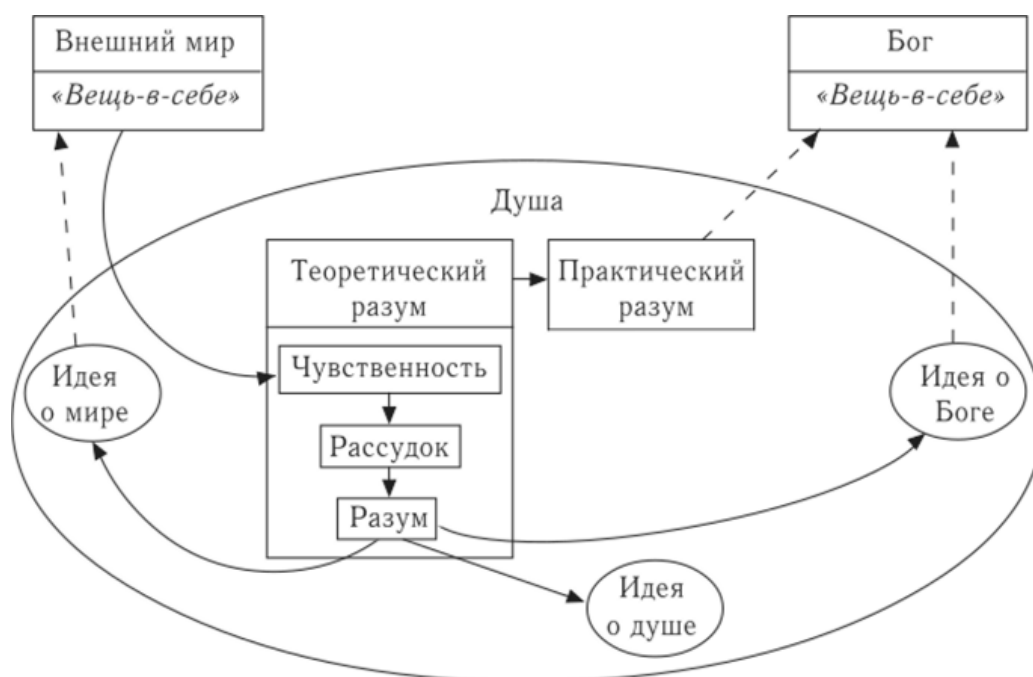 Внешний мир
«Вещь-в-себе»
Бог
«Вещь-в-себе»
Душа
Теоретический
разум
Практический
разум
Чувственность
Рассудок
Разум
Идея
о мире
Идея о
Боге
Идея
о душе